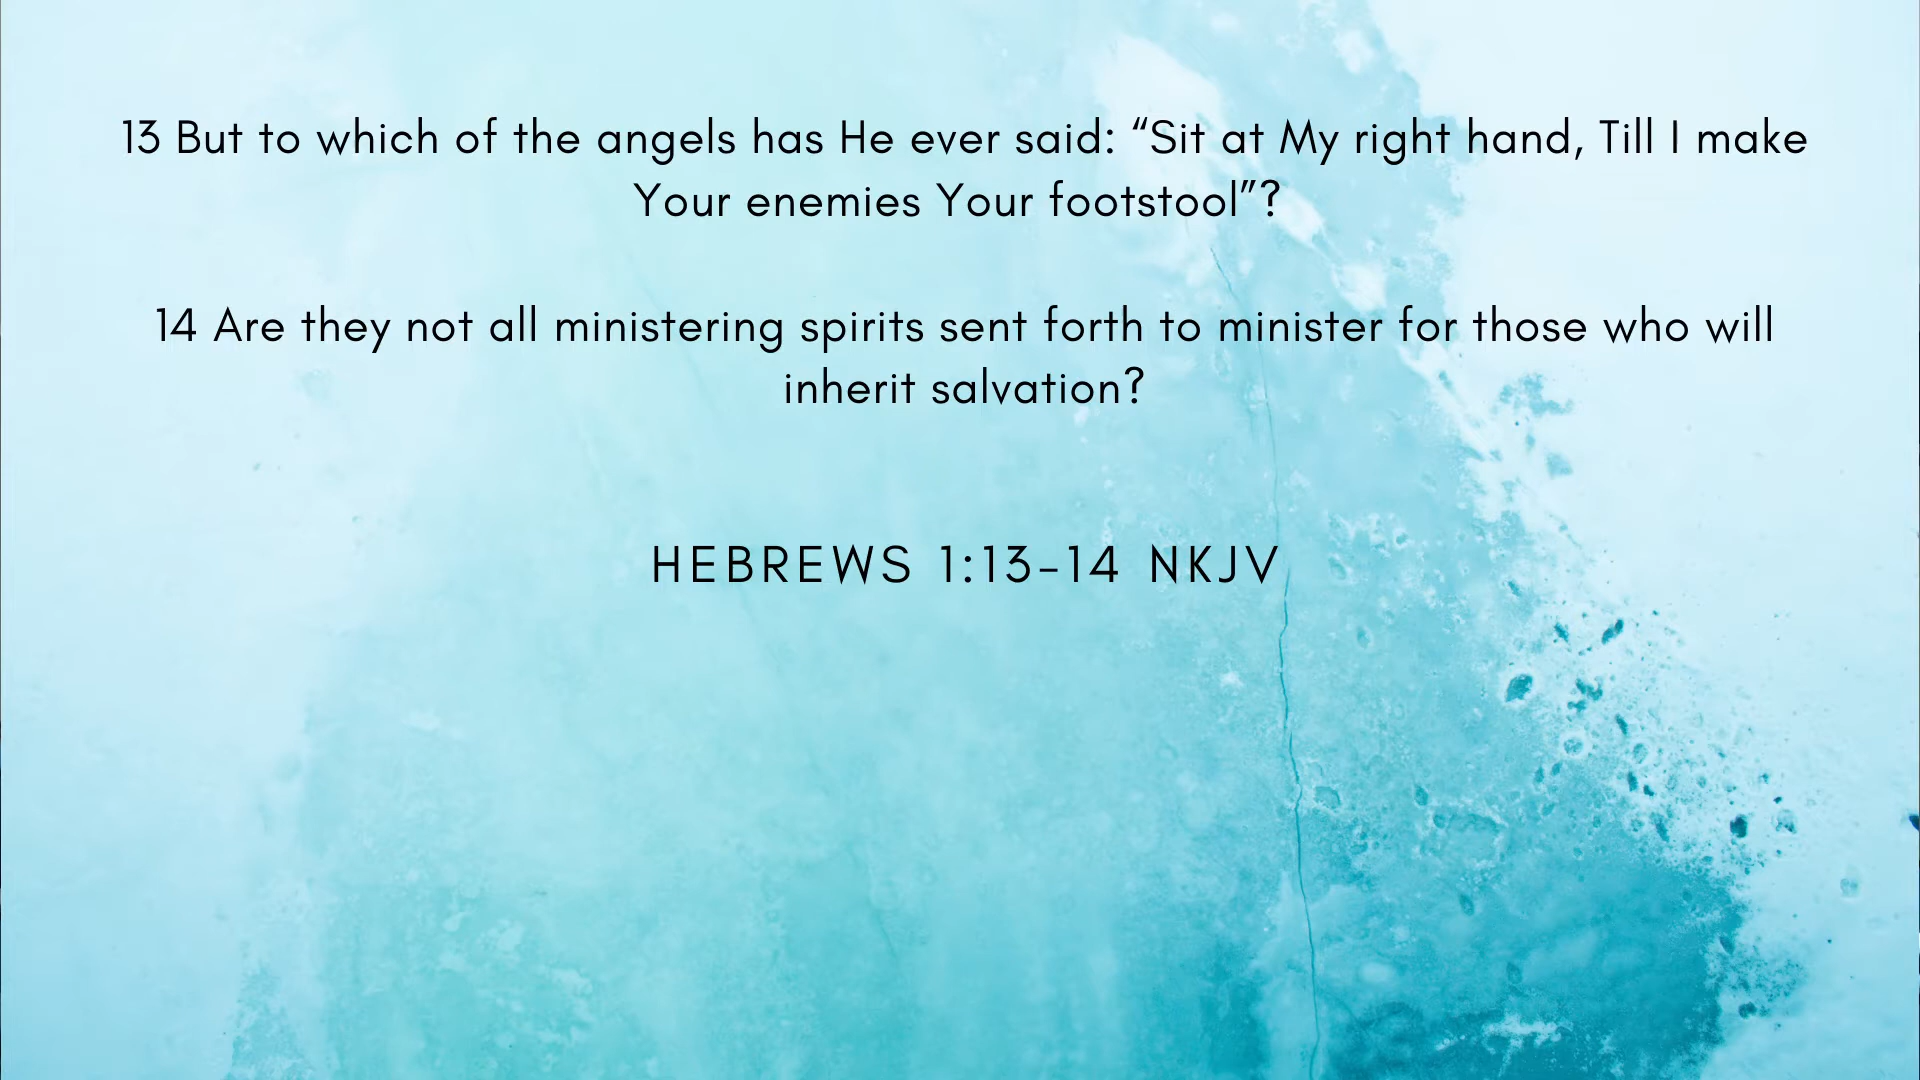 13 But to which of the angels has He ever said: “Sit at My right hand, Till I make
Your enemies Your footstool”?
14 Are they not all ministering spirits sent forth to minister for those who will
inherit salvation?
HEBREWS 1:13-14 NKJV